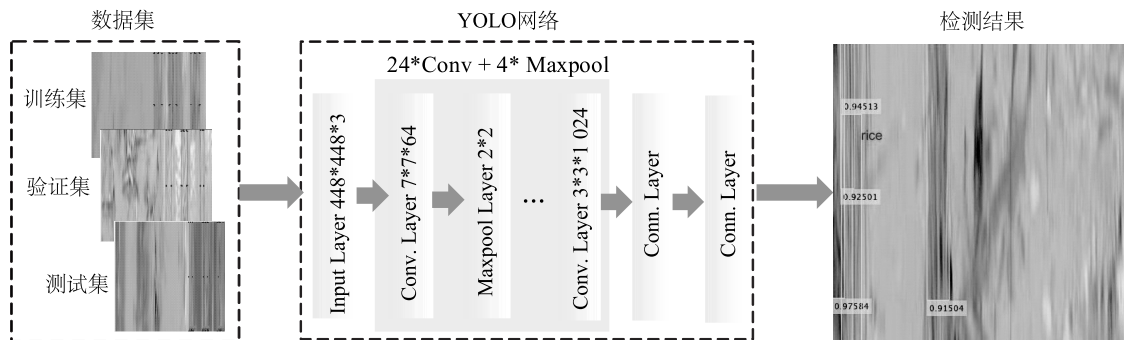 数据集
训练集
验证集
测试集
YOLO网络
24*Conv + 4* Maxpool
Input Layer 448*448*3
Conv. Layer 7*7*64
Maxpool Layer 2*2
...
Conv. Layer 3*3*1 024
Conn. Layer
Conn. Layer
检测结果
0.94513
rice
0.92501
0.97584
0.91504